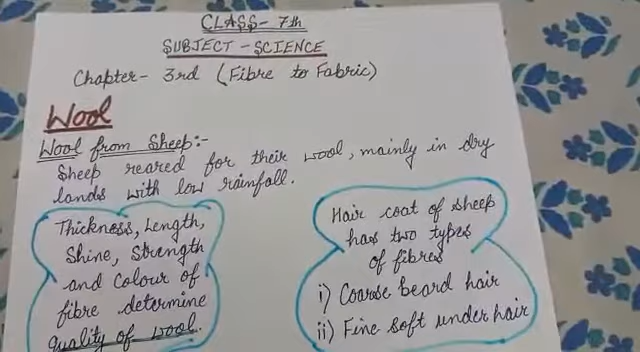 CLASS- 7th
SUBJECT - SCIENCE
Chapter- 3rd (Fibre to Fabric)
Wool
Wool from Sheep:-
Sheep reared for their wool, mainly in dry
lands with low rainfall.
Thickness, Length,
Shine, Strength
and Colour of
fibre determine
quality of wool.
Hair coat of sheep
has two types
of fibres
i) Coarse beard hair
ii) Fine soft under hair